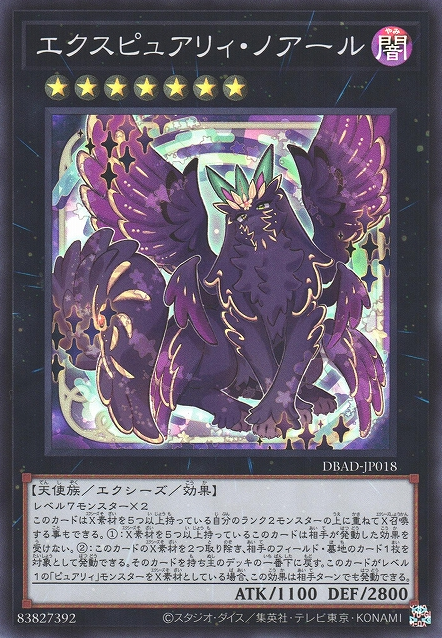 エクスピュアリィ・ノアール
闇
DBAD-JP018
【天使族/エクシーズ/効果】
レベル7モンスター×2
このカードはX素材を5つ以上持っている自分のランク2モンスターの上に重ねてX召喚
する事もできる。①：X素材を5つ以上持っているこのカードは相手が発動した効果を
受けない。②：このカードのX素材を2つ取り除き、相手のフィールド・墓地のカード1枚を
対象として発動できる。そのカードを持ち主のデッキの一番下に戻す。このカードがレベル
1の「ピュアリィ」モンスターをX素材としている場合、この効果は相手ターンでも発動できる。
ATK/1100 DEF/2800
83827392 ©スタジオ・ダイス/集英社・テレビ東京・KONAMI